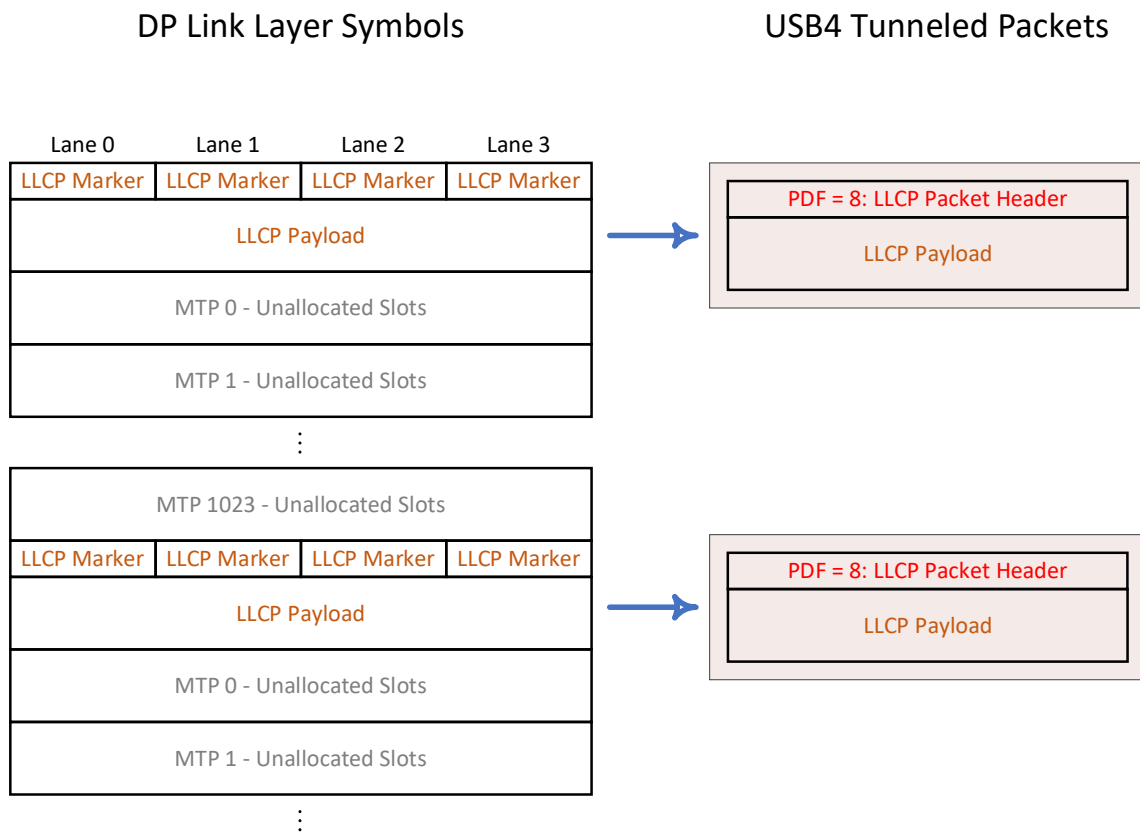 DP Link Layer Symbols
USB4 Tunneled Packets
Lane 0 Lane 1 Lane 2 Lane 3
LLCP Marker LLCP Marker LLCP Marker LLCP Marker
LLCP Payload
MTP 0 - Unallocated Slots
MTP 1 - Unallocated Slots
⋮
MTP 1023 - Unallocated Slots
LLCP Marker LLCP Marker LLCP Marker LLCP Marker
LLCP Payload
MTP 0 - Unallocated Slots
MTP 1 - Unallocated Slots
⋮
PDF = 8: LLCP Packet Header
LLCP Payload
PDF = 8: LLCP Packet Header
LLCP Payload